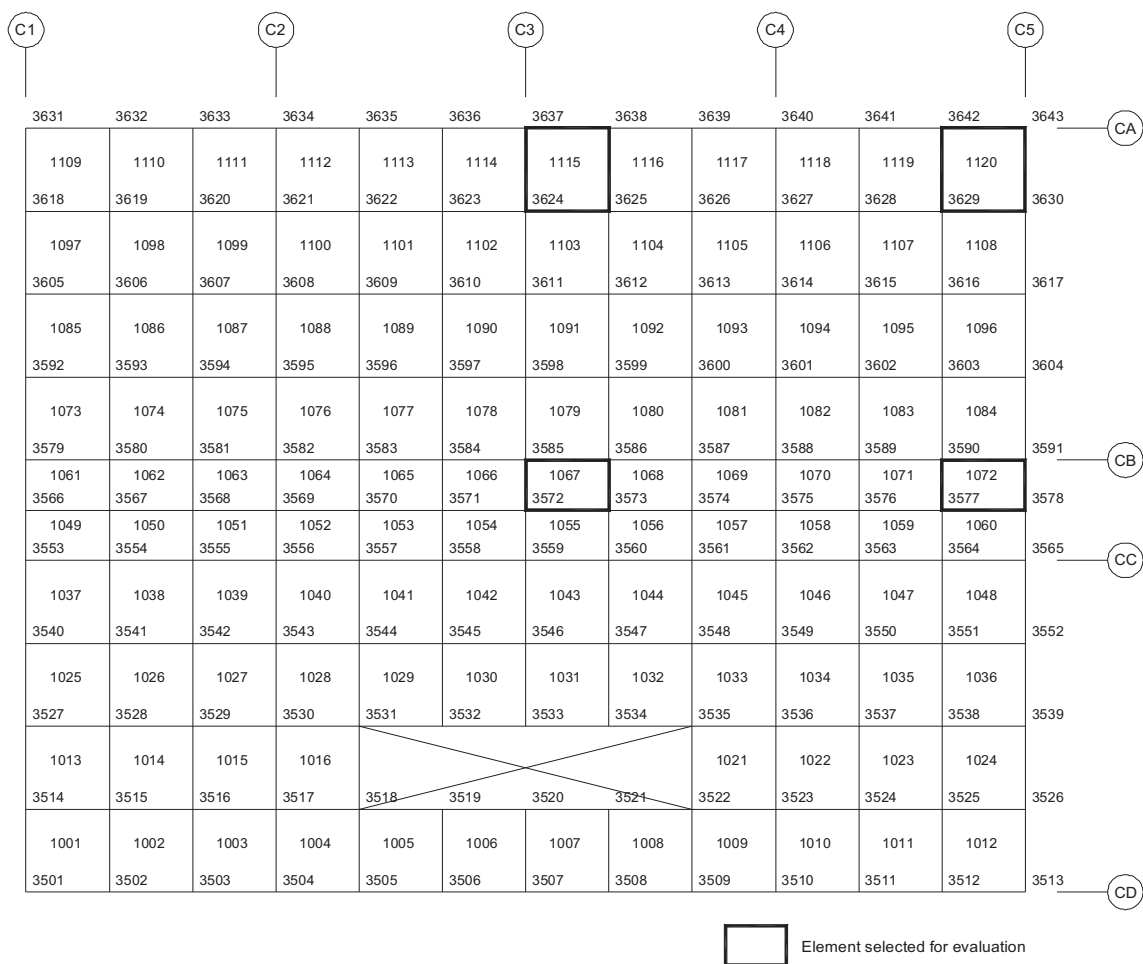 C1 C2 C3 C4 C5
3631 3632 3633 3634 3635 3636 3637 3638 3639 3640 3641 3642 3643
CA
1109 1110 1111 1112 1113 1114 1115 1116 1117 1118 1119 1120
3618 3619 3620 3621 3622 3623 3624 3625 3626 3627 3628 3629 3630
1097 1098 1099 1100 1101 1102 1103 1104 1105 1106 1107 1108
3605 3606 3607 3608 3609 3610 3611 3612 3613 3614 3615 3616 3617
1085 1086 1087 1088 1089 1090 1091 1092 1093 1094 1095 1096
3592 3593 3594 3595 3596 3597 3598 3599 3600 3601 3602 3603 3604
1073 1074 1075 1076 1077 1078 1079 1080 1081 1082 1083 1084
3579 3580 3581 3582 3583 3584 3585 3586 3587 3588 3589 3590 3591
CB
1061 1062 1063 1064 1065 1066 1067 1068 1069 1070 1071 1072
3566 3567 3568 3569 3570 3571 3572 3573 3574 3575 3576 3577 3578
1049 1050 1051 1052 1053 1054 1055 1056 1057 1058 1059 1060
3553 3554 3555 3556 3557 3558 3559 3560 3561 3562 3563 3564 3565
CC
1037 1038 1039 1040 1041 1042 1043 1044 1045 1046 1047 1048
3540 3541 3542 3543 3544 3545 3546 3547 3548 3549 3550 3551 3552
1025 1026 1027 1028 1029 1030 1031 1032 1033 1034 1035 1036
3527 3528 3529 3530 3531 3532 3533 3534 3535 3536 3537 3538 3539
1013 1014 1015 1016 1021 1022 1023 1024
3514 3515 3516 3517 3518 3519 3520 3521 3522 3523 3524 3525 3526
1001 1002 1003 1004 1005 1006 1007 1008 1009 1010 1011 1012
3501 3502 3503 3504 3505 3506 3507 3508 3509 3510 3511 3512 3513
CD
Element selected for evaluation